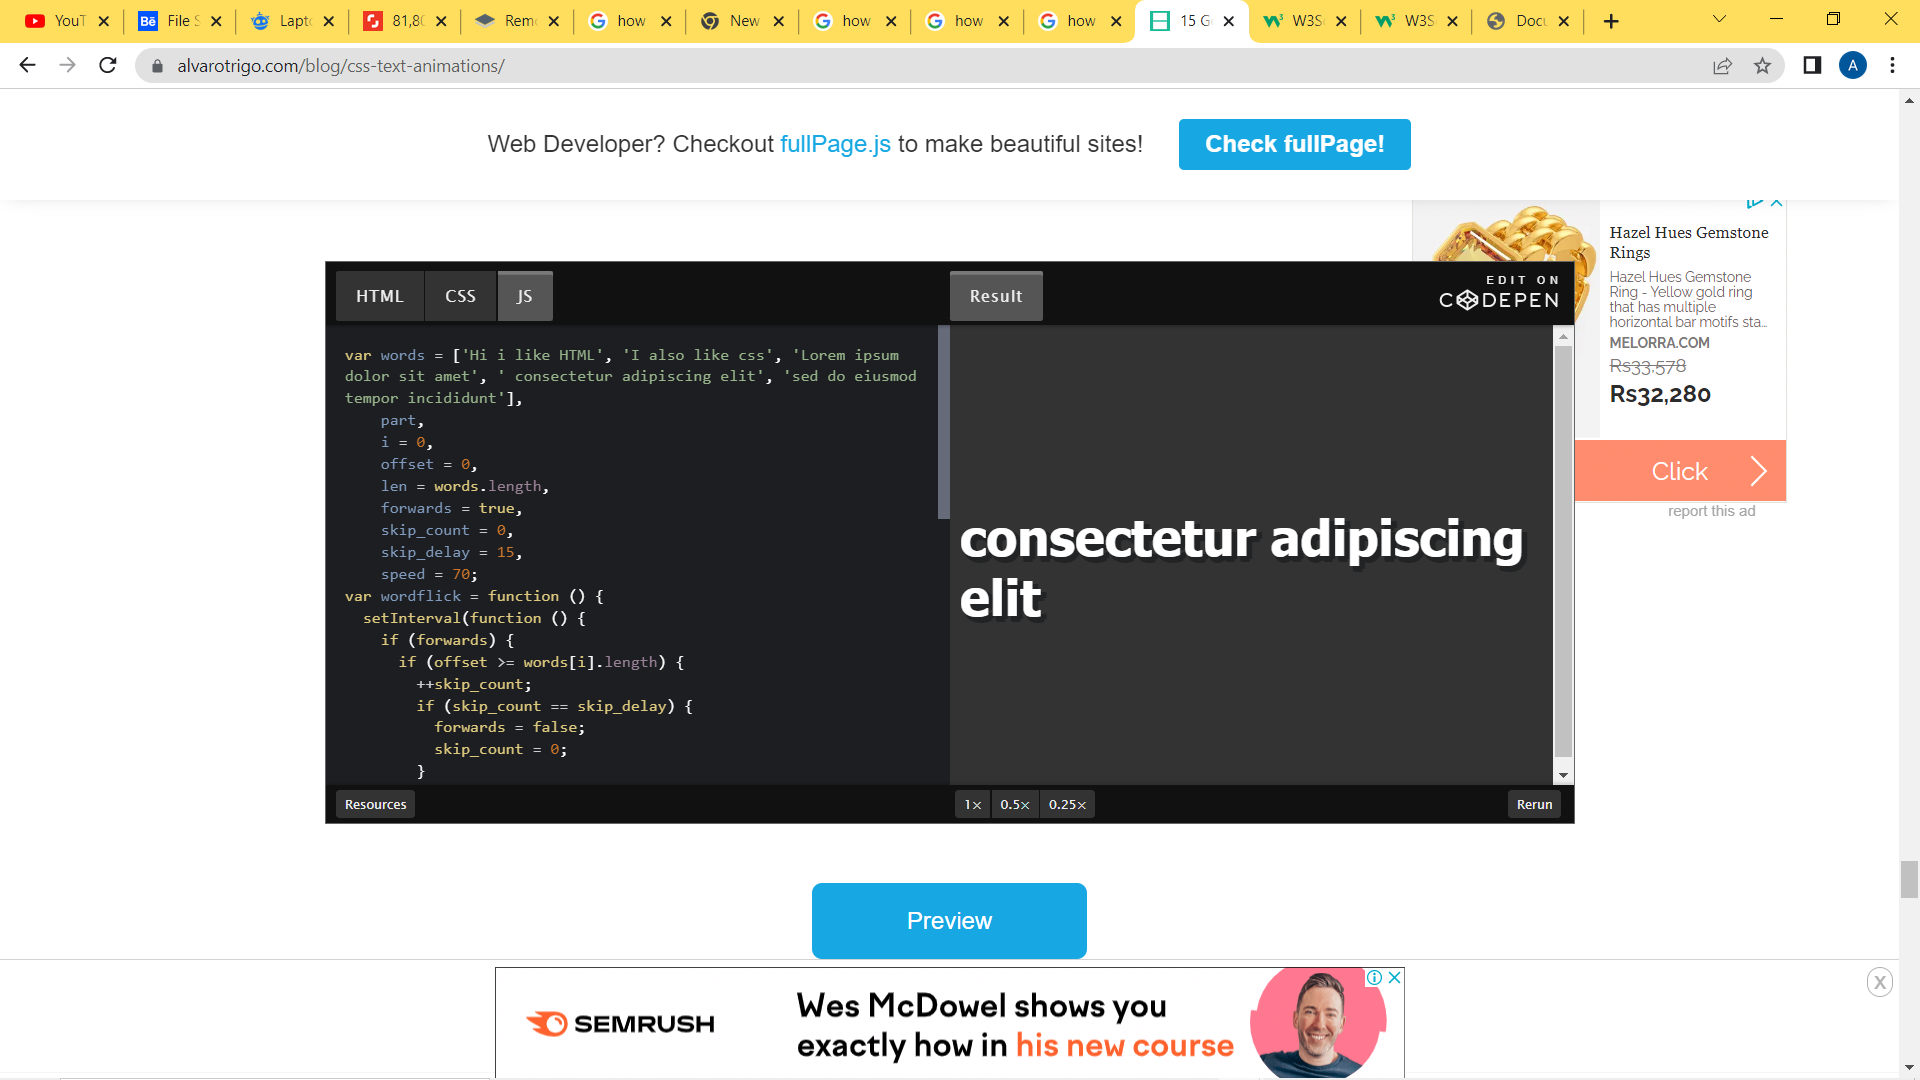 YouT
File S
Lapt
81,80
Rem
how
New
how
how
how
15 G
W3S
W3S
Docu
alvarotrigo.com/blog/css-text-animations/
A
Web Developer? Checkout fullPage.js to make beautiful sites!
Check fullPage!
Hazel Hues Gemstone
Rings
Hazel Hues Gemstone
Ring - Yellow gold ring
that has multiple
horizontal bar motifs sta...
MELORRA.COM
Rs33,578
Rs32,280
Click
report this ad
HTML
CSS
JS
Result
EDIT ON
CODEPEN
var words = ['Hi i like HTML', 'I also like css', 'Lorem ipsum
dolor sit amet', ' consectetur adipiscing elit', 'sed do eiusmod
tempor incididunt'],
part,
i = 0,
offset = 0,
len = words.length,
forwards = true,
skip_count = 0,
skip_delay = 15,
speed = 70;
var wordflick = function () {
setInterval(function () {
if (forwards) {
if (offset >= words[i].length) {
++skip_count;
if (skip_count == skip_delay) {
forwards = false;
skip_count = 0;
}
consectetur adipiscing
elit
Resources
1×
0.5×
0.25×
Rerun
Preview
SEMRUSH
Wes McDowel shows you
exactly how in his new course
X